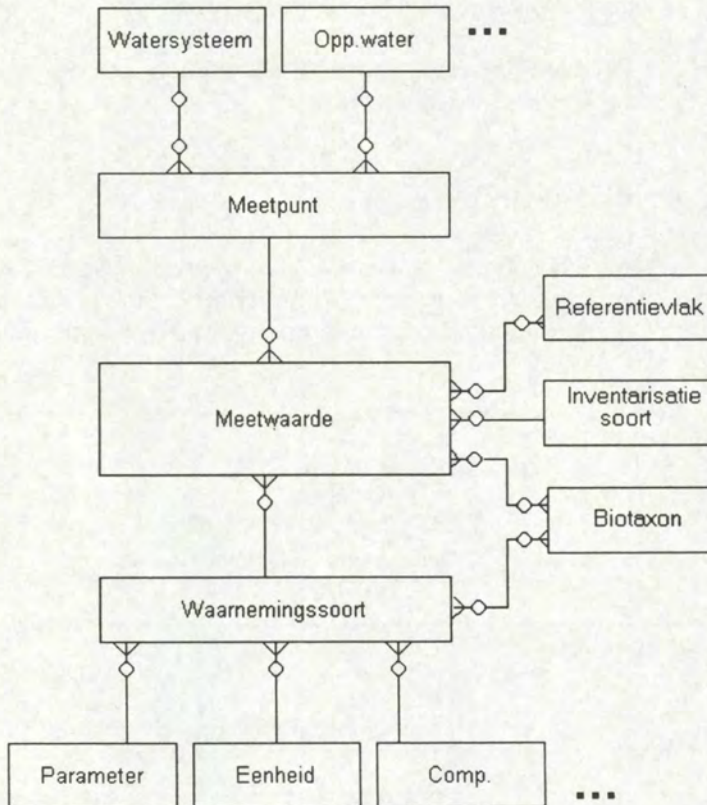 Watersysteem
Opp.water
...
Meetpunt
Referentievlak
Meetwaarde
Inventarisatie
soort
Biotaxon
Waarnemingssoort
Parameter
Eenheid
Comp.
...